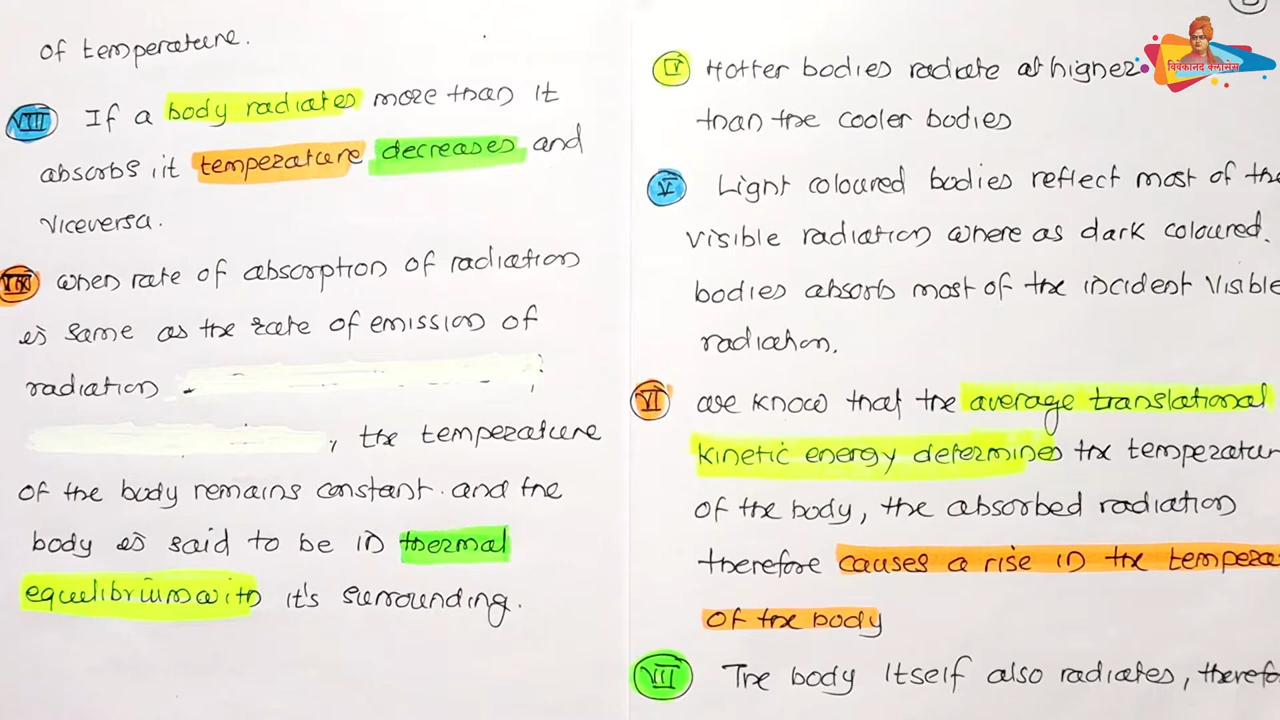 of temperature.
VIII If a body radiates more than it
absorbs, it temperature decreases and
viceversa.
when rate of absorption of radiation
is same as the rate of emission of
radiation
, the temperature
of the body remains constant. and the
body is said to be in thermal
equilibrium with it's surrounding.
विवेकानंद क्लासेस
Hotter bodies radiate at higher
than the cooler bodies
V Light coloured bodies reflect most of the
visible radiation where as dark coloured.
bodies absorb most of the incident visible
radiation.
VI we know that the average translational
kinetic energy determines the temperatur
of the body, the absorbed radiation
therefore causes a rise in the tempera
of the body
VII The body itself also radiates, therefo